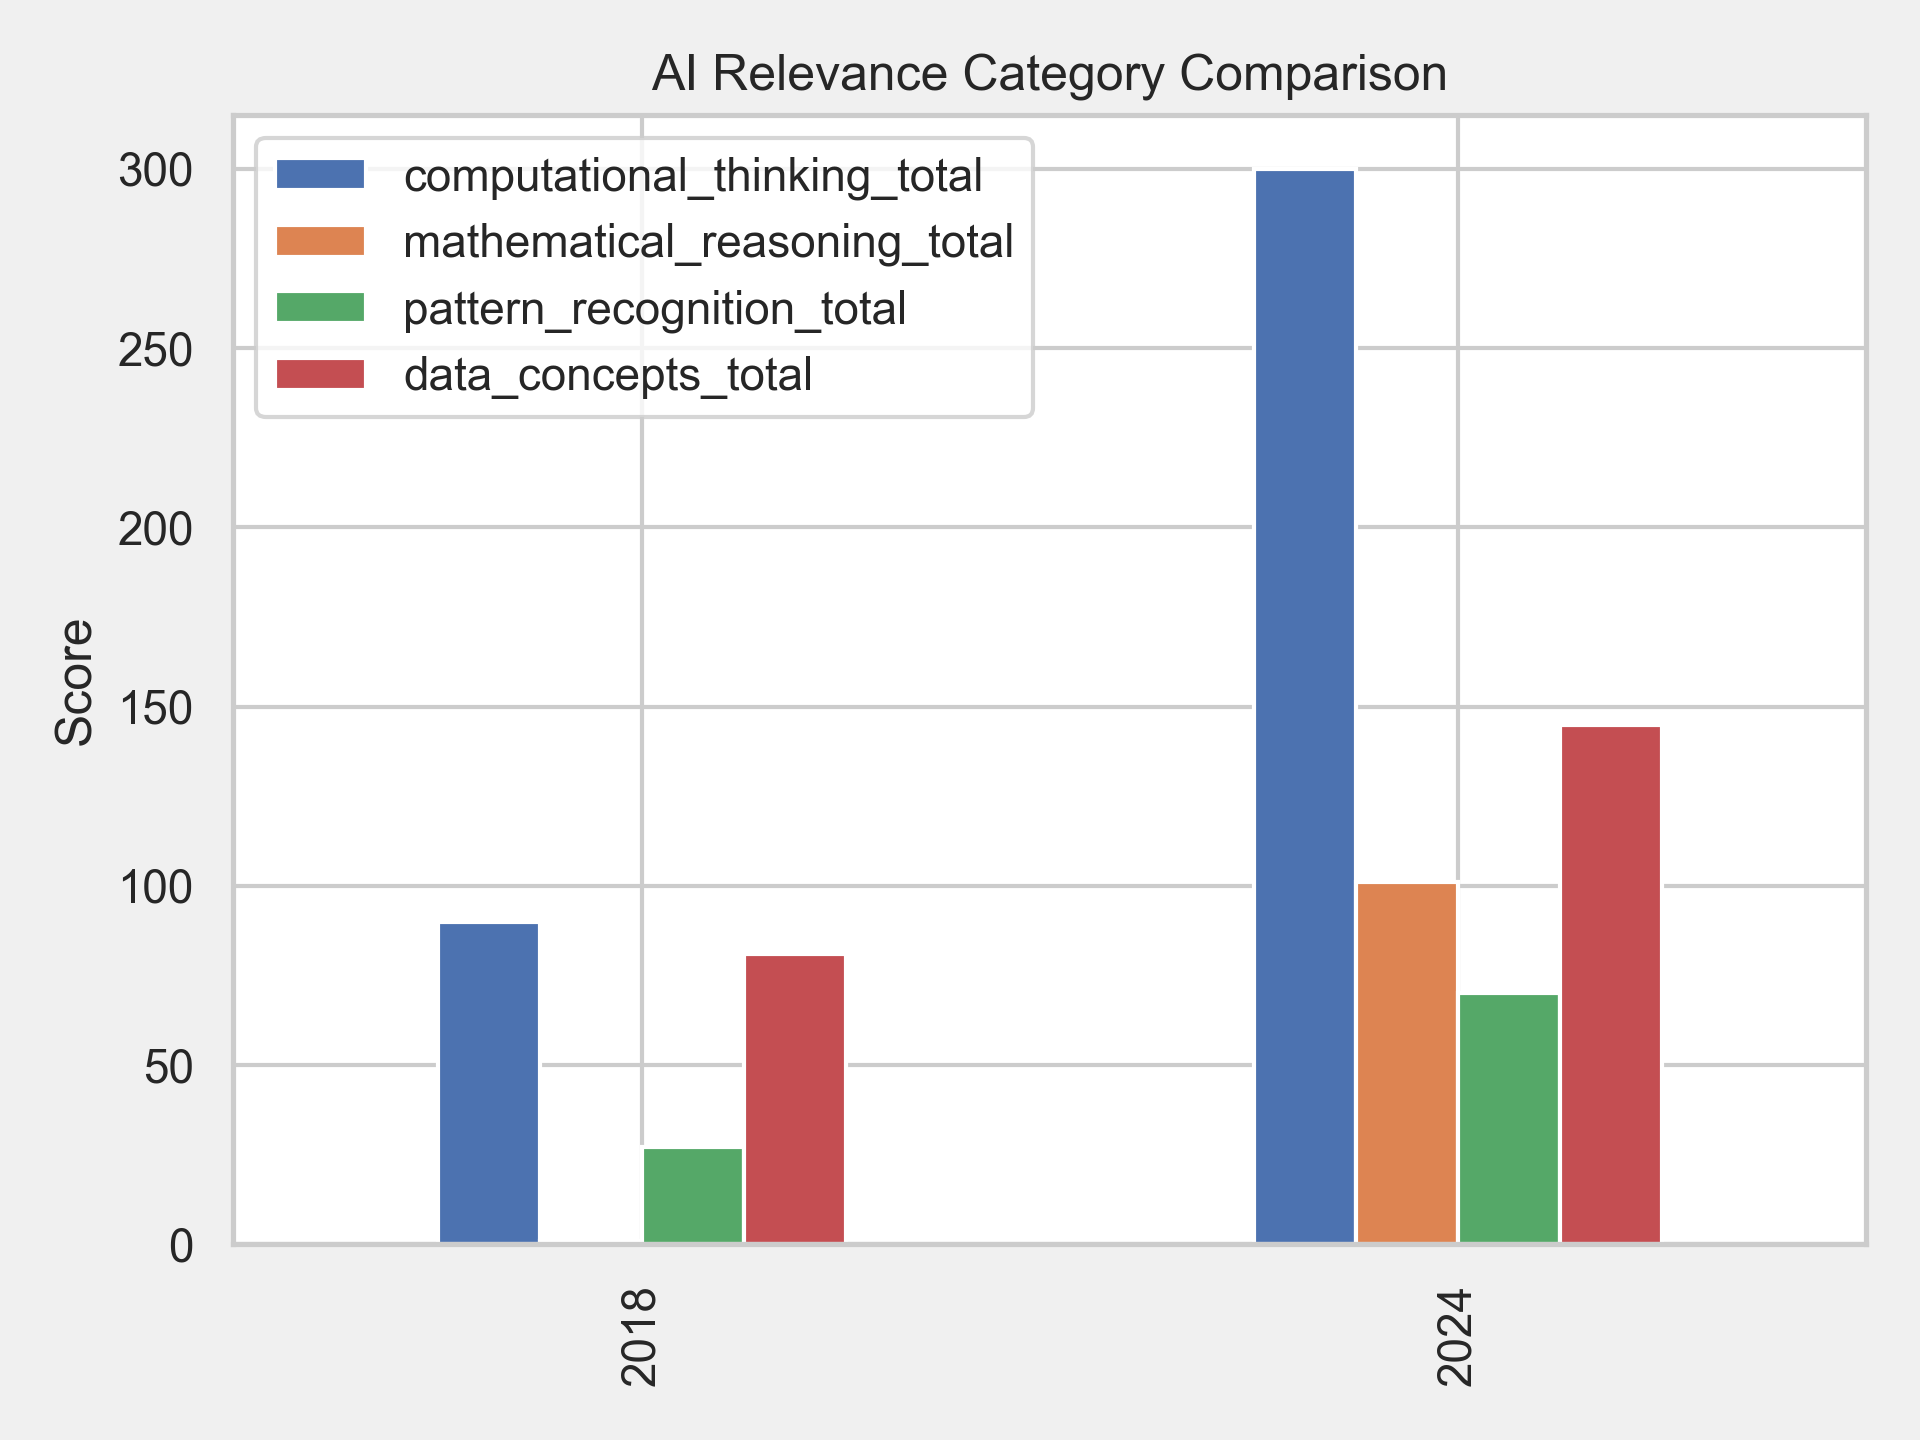 AI Relevance Category Comparison
computational_thinking_total
mathematical_reasoning_total
pattern_recognition_total
data_concepts_total
300
250
200
150
100
50
0
Score
2018
2024